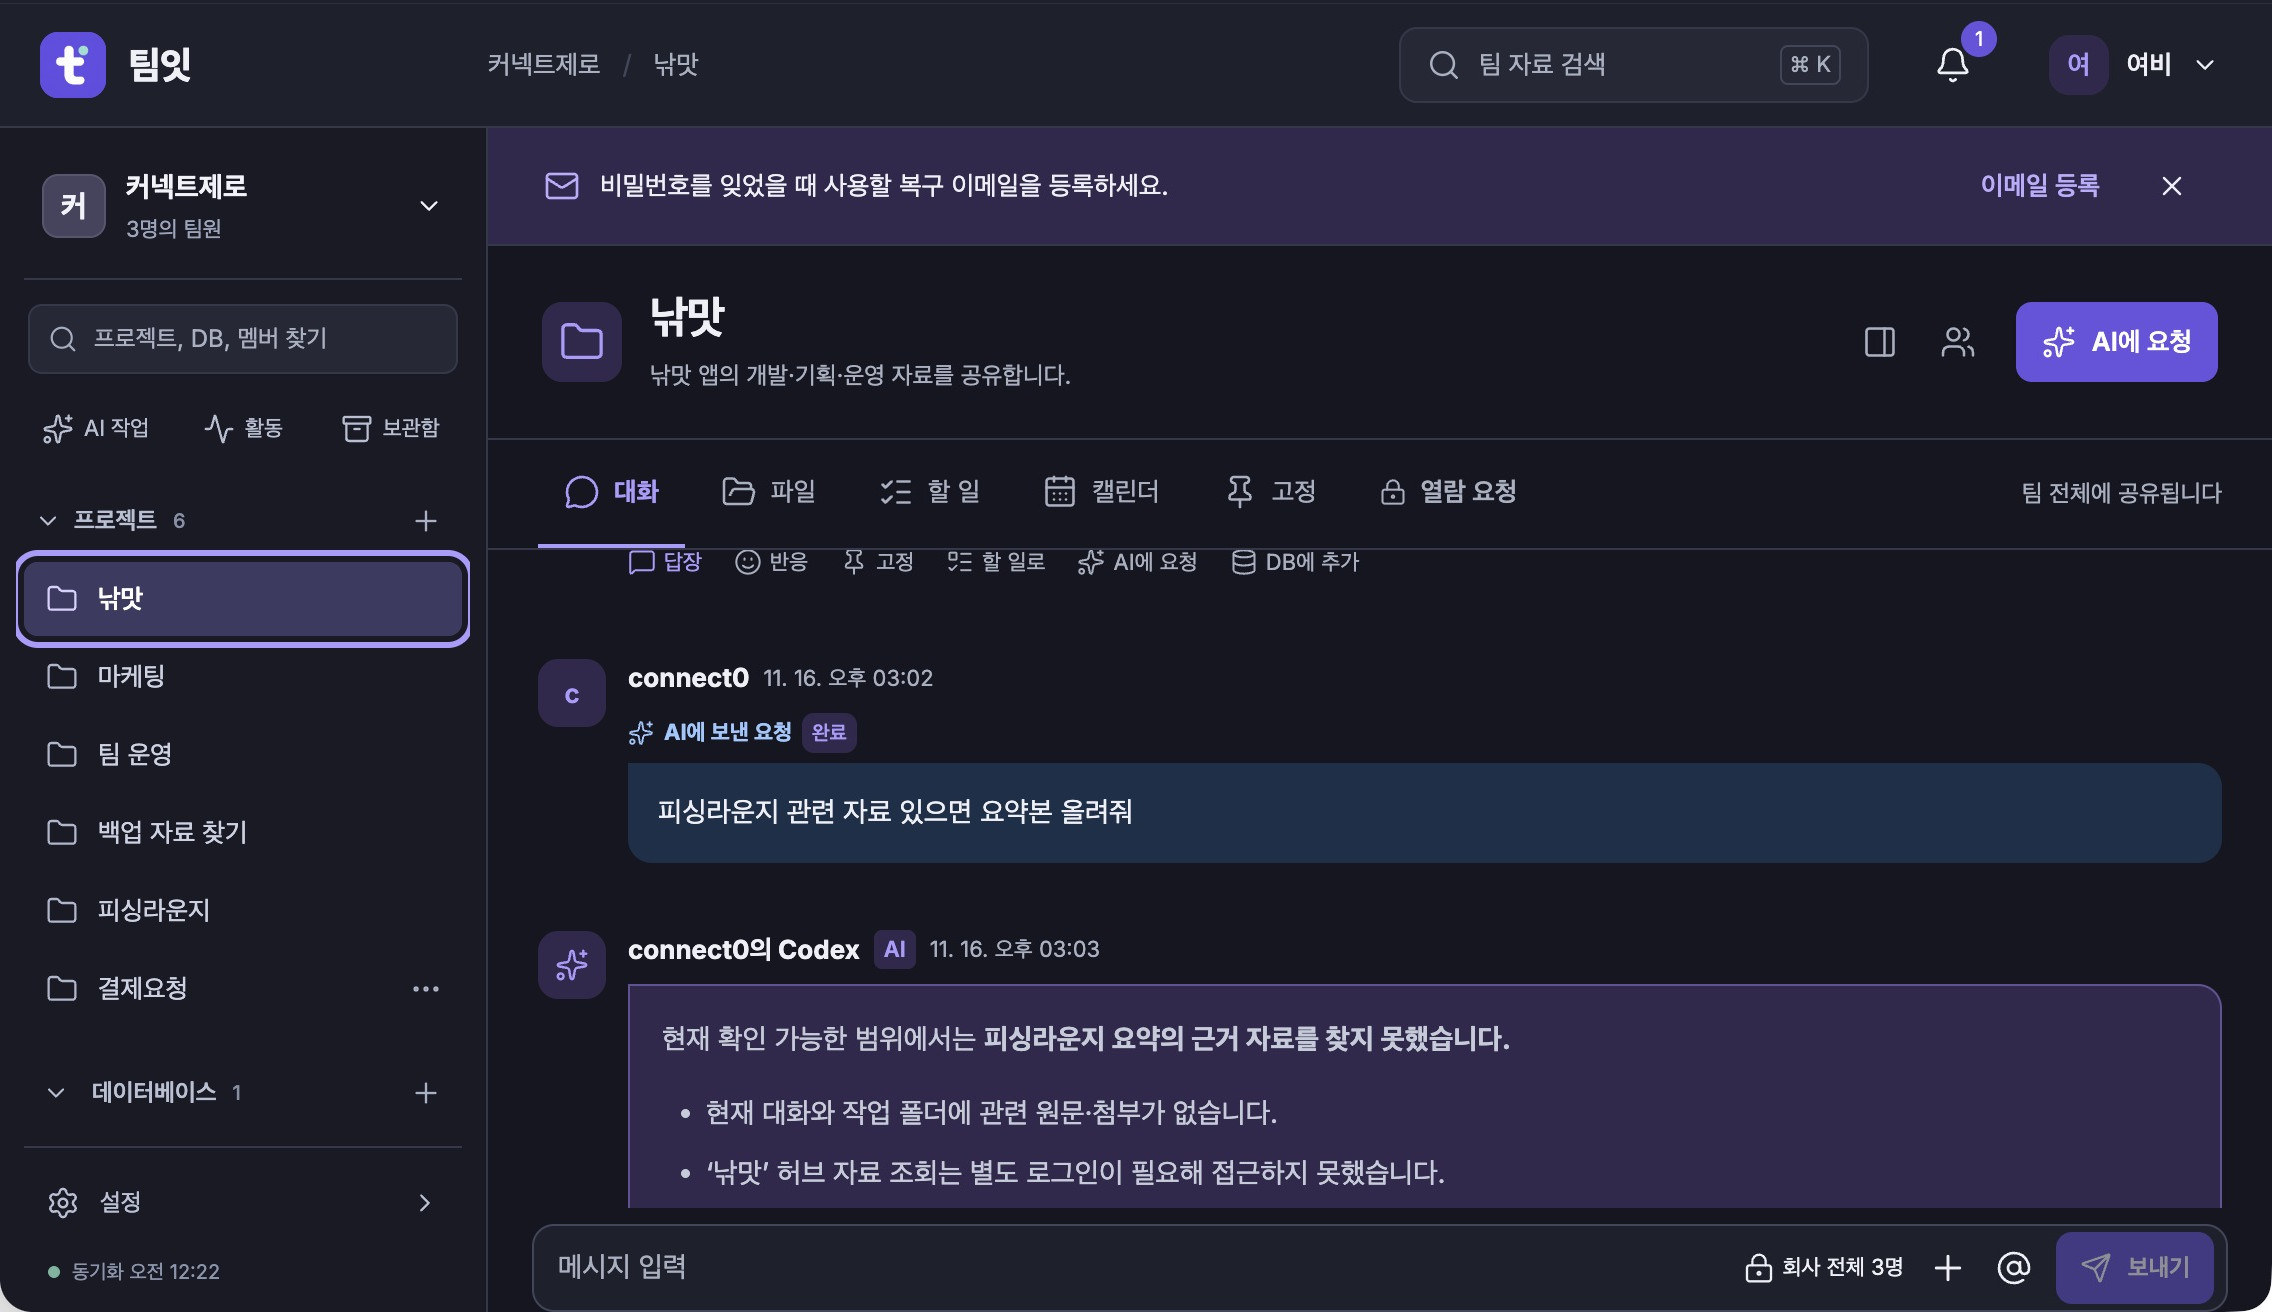 팀잇
커넥트제로 / 낚맛
팀 자료 검색 ⌘ K
1
여 여비
커 커넥트제로
3명의 팀원
프로젝트, DB, 멤버 찾기
AI 작업 활동 보관함
프로젝트 6
낚맛
마케팅
팀 운영
백업 자료 찾기
피싱라운지
결제요청
데이터베이스 1
설정
동기화 오전 12:22
비밀번호를 잊었을 때 사용할 복구 이메일을 등록하세요. 이메일 등록
낚맛
낚맛 앱의 개발·기획·운영 자료를 공유합니다.
AI에 요청
대화 파일 할 일 캘린더 고정 열람 요청 팀 전체에 공유됩니다
답장 반응 고정 할 일로 AI에 요청 DB에 추가
c connect0 11. 16. 오후 03:02
AI에 보낸 요청 완료
피싱라운지 관련 자료 있으면 요약본 올려줘
connect0의 Codex AI 11. 16. 오후 03:03
현재 확인 가능한 범위에서는 피싱라운지 요약의 근거 자료를 찾지 못했습니다.
• 현재 대화와 작업 폴더에 관련 원문·첨부가 없습니다.
• ‘낚맛’ 허브 자료 조회는 별도 로그인이 필요해 접근하지 못했습니다.
메시지 입력 회사 전체 3명 @ 보내기